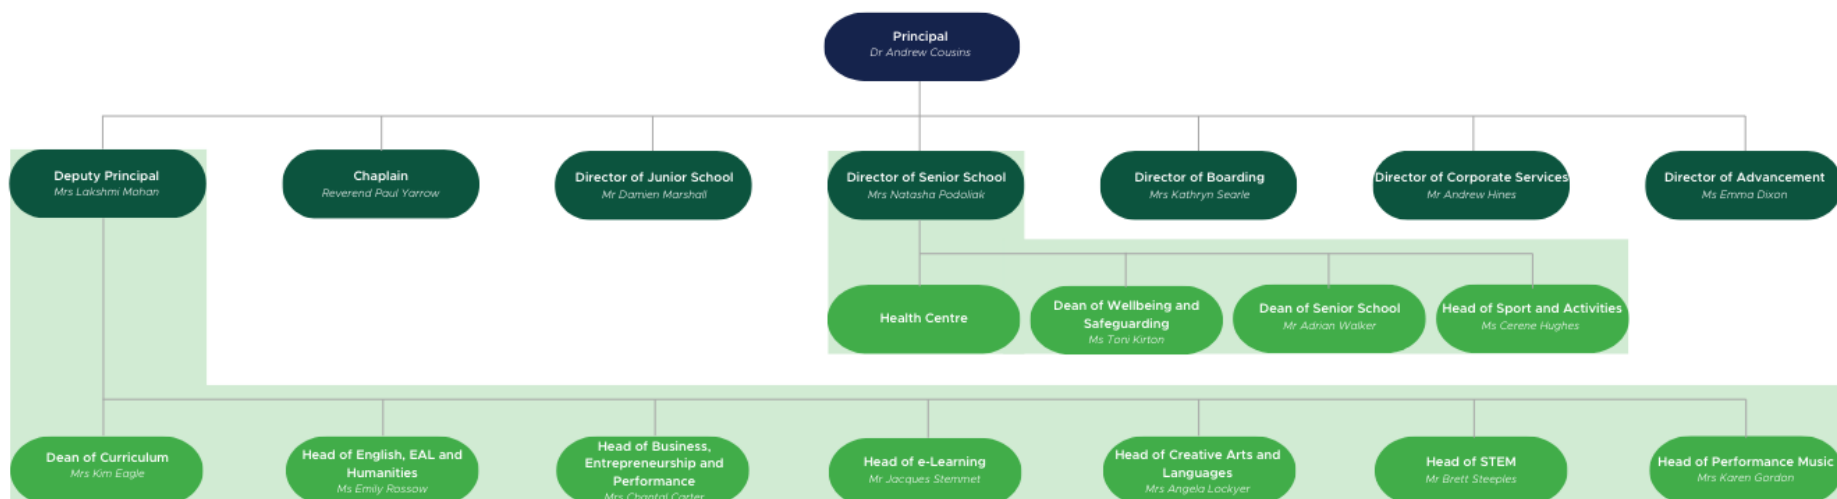 Principal
Dr Andrew Cousins
Deputy Principal
Mrs Lakshmi Mohan
Chaplain
Reverend Paul Yarrow
Director of Junior School
Mr Damien Marshall
Director of Senior School
Mrs Natasha Podoliak
Director of Boarding
Mrs Kathryn Searle
Director of Corporate Services
Mr Andrew Hines
Director of Advancement
Ms Emma Dixon
Health Centre
Dean of Wellbeing and
Safeguarding
Ms Toni Kirton
Dean of Senior School
Mr Adrian Walker
Head of Sport and Activities
Ms Cerene Hughes
Dean of Curriculum
Mrs Kim Eagle
Head of English, EAL and
Humanities
Ms Emily Rossow
Head of Business,
Entrepreneurship and
Performance
Mrs Chantal Carter
Head of e-Learning
Mr Jacques Stemmet
Head of Creative Arts and
Languages
Mrs Angela Lockyer
Head of STEM
Mr Brett Steeples
Head of Performance Music
Mrs Karen Gordon